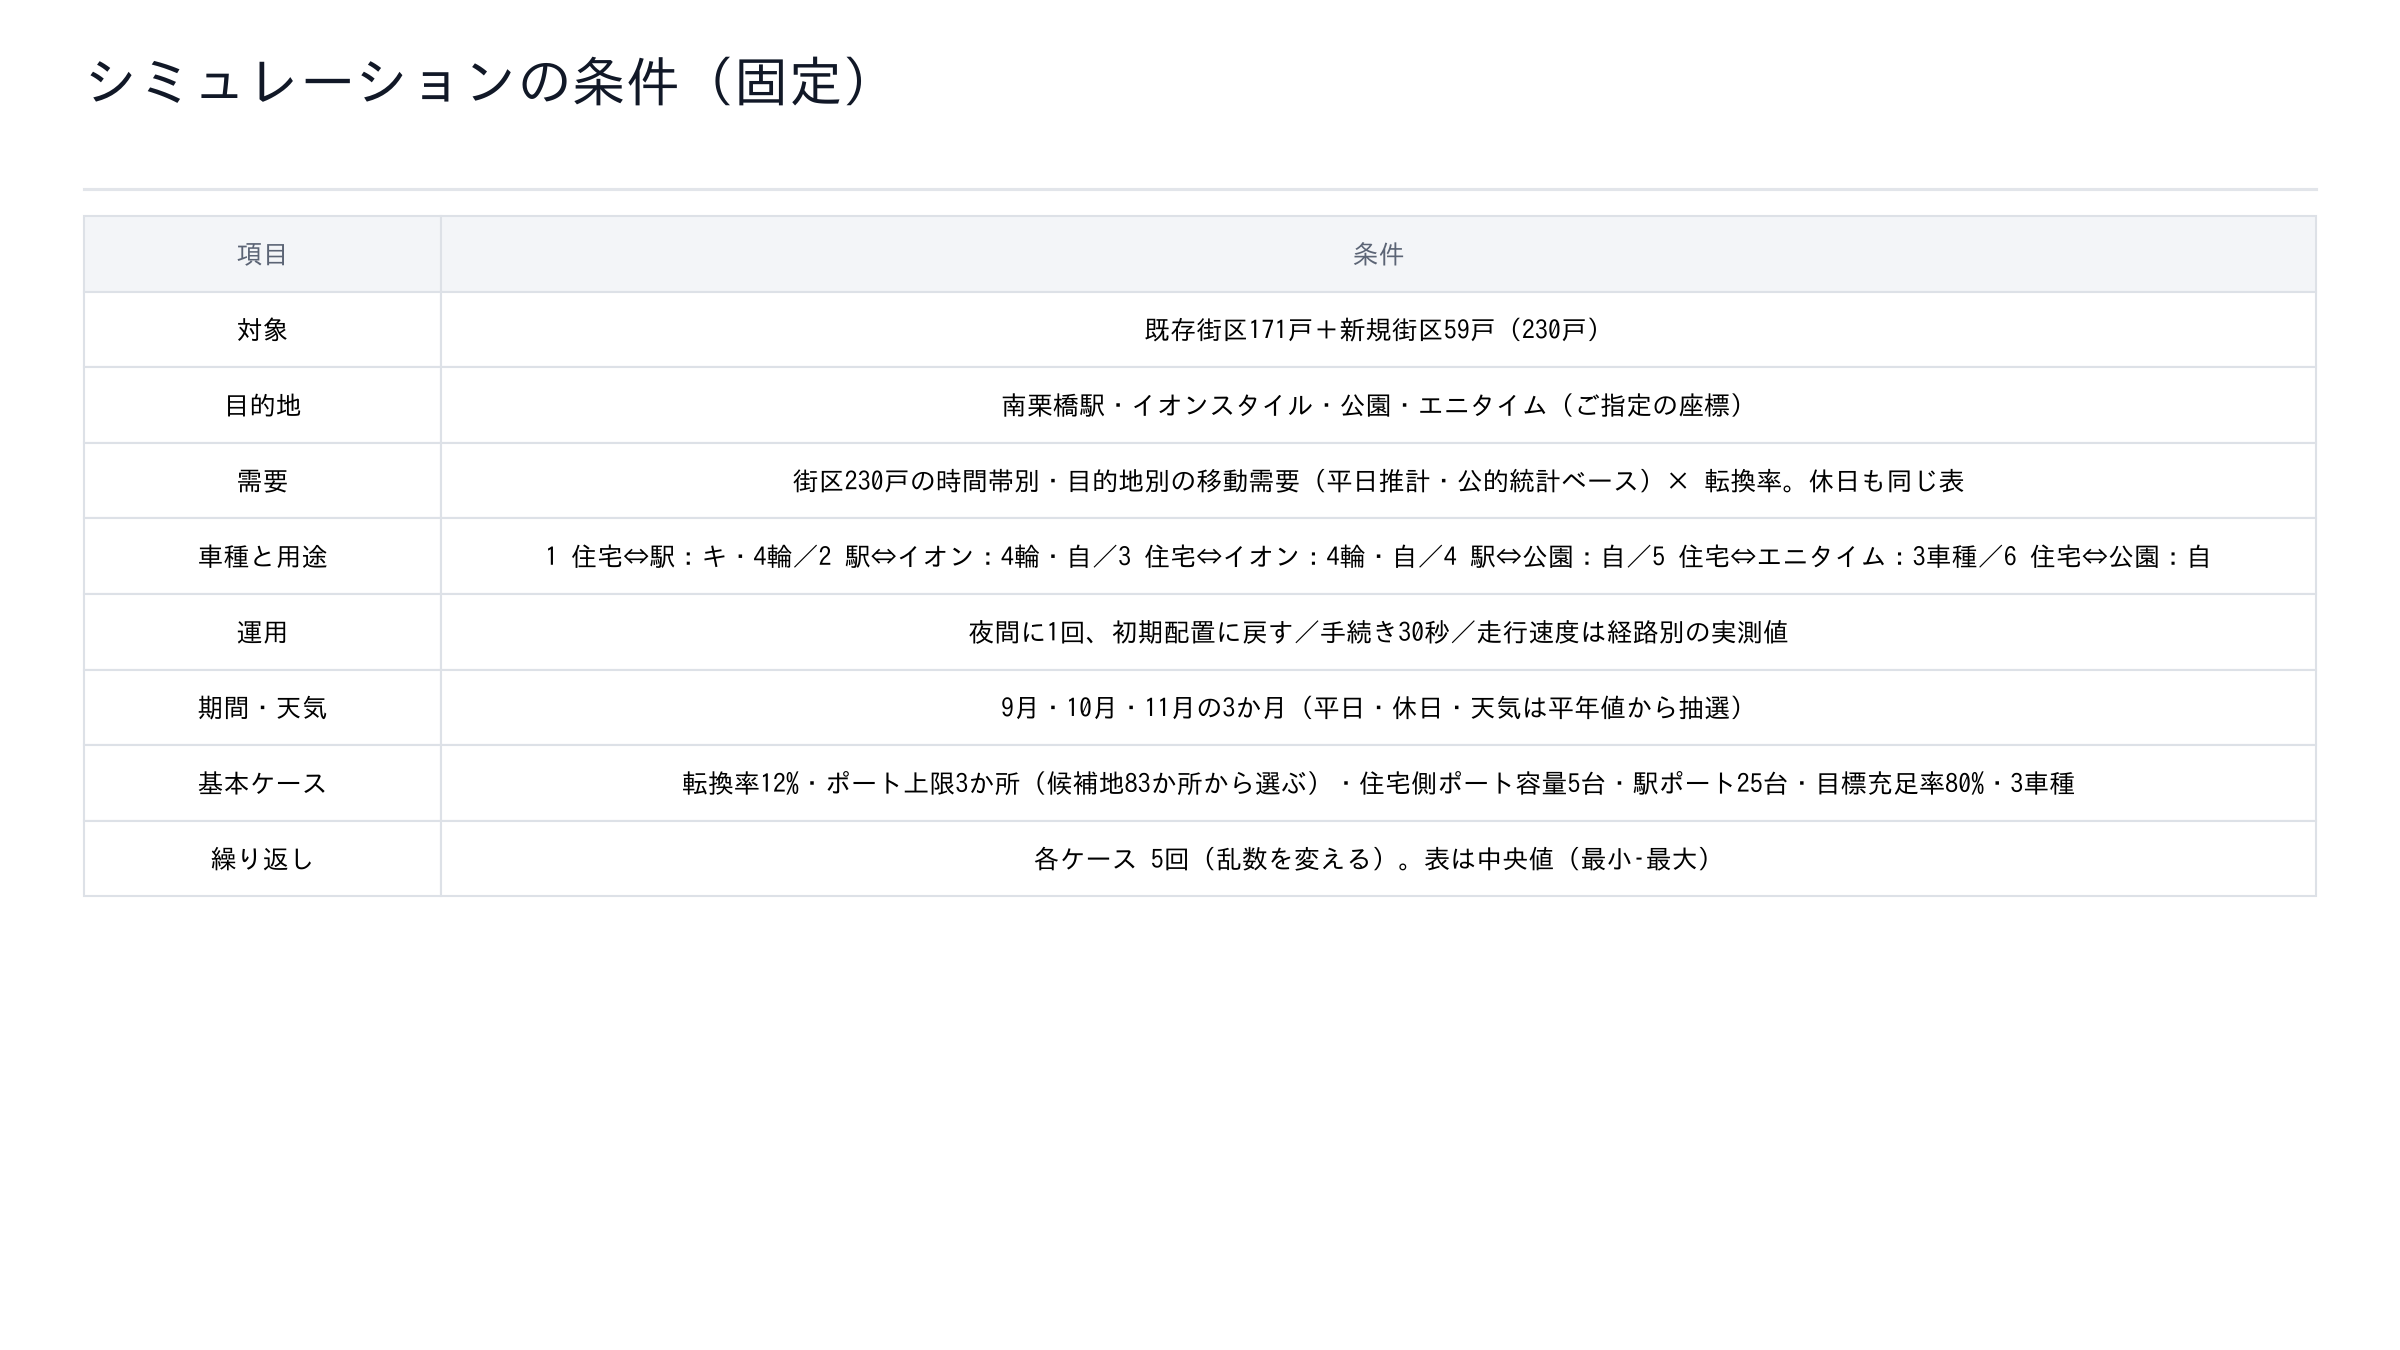 シミュレーションの条件（固定）
項目 条件
対象 既存街区171戸＋新規街区59戸（230戸）
目的地 南栗橋駅・イオンスタイル・公園・エニタイム（ご指定の座標）
需要 街区230戸の時間帯別・目的地別の移動需要（平日推計・公的統計ベース）× 転換率。休日も同じ表
車種と用途 1 住宅⇔駅：キ・4輪／2 駅⇔イオン：4輪・自／3 住宅⇔イオン：4輪・自／4 駅⇔公園：自／5 住宅⇔エニタイム：3車種／6 住宅⇔公園：自
運用 夜間に1回、初期配置に戻す／手続き30秒／走行速度は経路別の実測値
期間・天気 9月・10月・11月の3か月（平日・休日・天気は平年値から抽選）
基本ケース 転換率12%・ポート上限3か所（候補地83か所から選ぶ）・住宅側ポート容量5台・駅ポート25台・目標充足率80%・3車種
繰り返し 各ケース 5回（乱数を変える）。表は中央値（最小-最大）